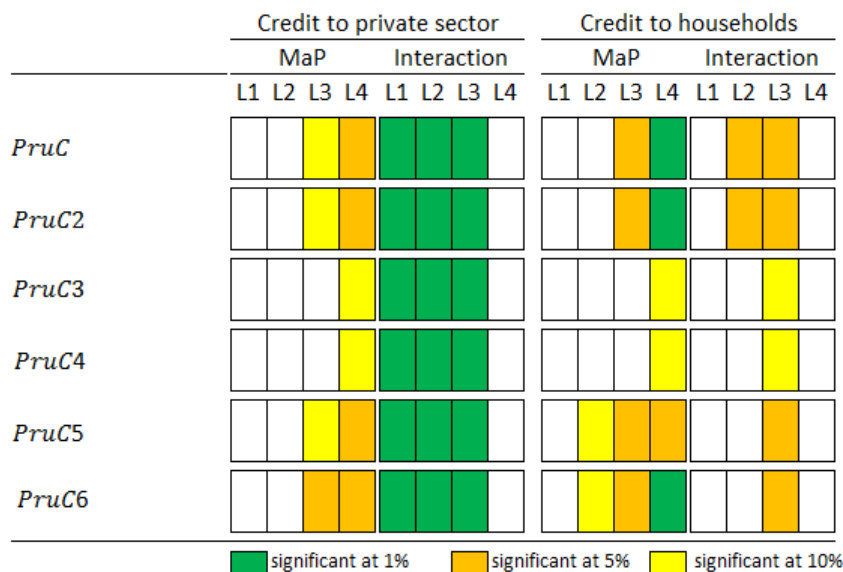 Credit to private sector Credit to households
MaP Interaction MaP Interaction
L1 L2 L3 L4 L1 L2 L3 L4 L1 L2 L3 L4 L1 L2 L3 L4
PruC
PruC2
PruC3
PruC4
PruC5
PruC6
significant at 1% significant at 5% significant at 10%